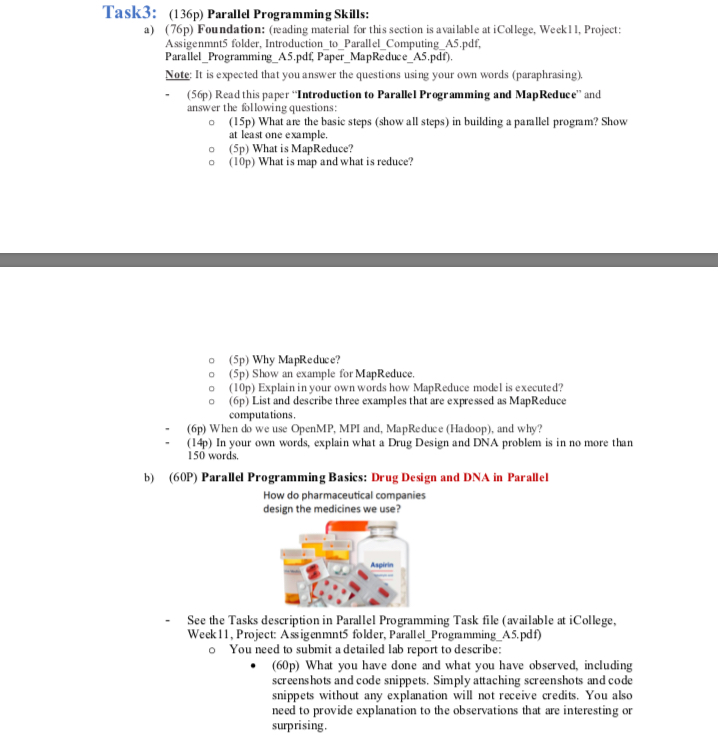 Task3: (136p) Parallel Programming Skills:
a) (76p) Foundation: (reading material for this section is available at iCollege, Week11, Project:
Assigenmnt5 folder, Introduction_to_Parallel_Computing_A5.pdf,
Parallel_Programming_A5.pdf, Paper_MapReduce_A5.pdf).
Note: It is expected that you answer the questions using your own words (paraphrasing).
- (56p) Read this paper "Introduction to Parallel Programming and MapReduce" and
answer the following questions:
o (15p) What are the basic steps (show all steps) in building a parallel program? Show
at least one example.
o (5p) What is MapReduce?
o (10p) What is map and what is reduce?
o (5p) Why MapReduce?
o (5p) Show an example for MapReduce.
o (10p) Explain in your own words how MapReduce model is executed?
o (6p) List and describe three examples that are expressed as MapReduce
computations.
- (6p) When do we use OpenMP, MPI and, MapReduce (Hadoop), and why?
- (14p) In your own words, explain what a Drug Design and DNA problem is in no more than
150 words.
b) (60P) Parallel Programming Basics: Drug Design and DNA in Parallel
How do pharmaceutical companies
design the medicines we use?
Aspirin
- See the Tasks description in Parallel Programming Task file (available at iCollege,
Week11, Project: Assigenmnt5 folder, Parallel_Programming_A5.pdf)
o You need to submit a detailed lab report to describe:
• (60p) What you have done and what you have observed, including
screenshots and code snippets. Simply attaching screenshots and code
snippets without any explanation will not receive credits. You also
need to provide explanation to the observations that are interesting or
surprising.